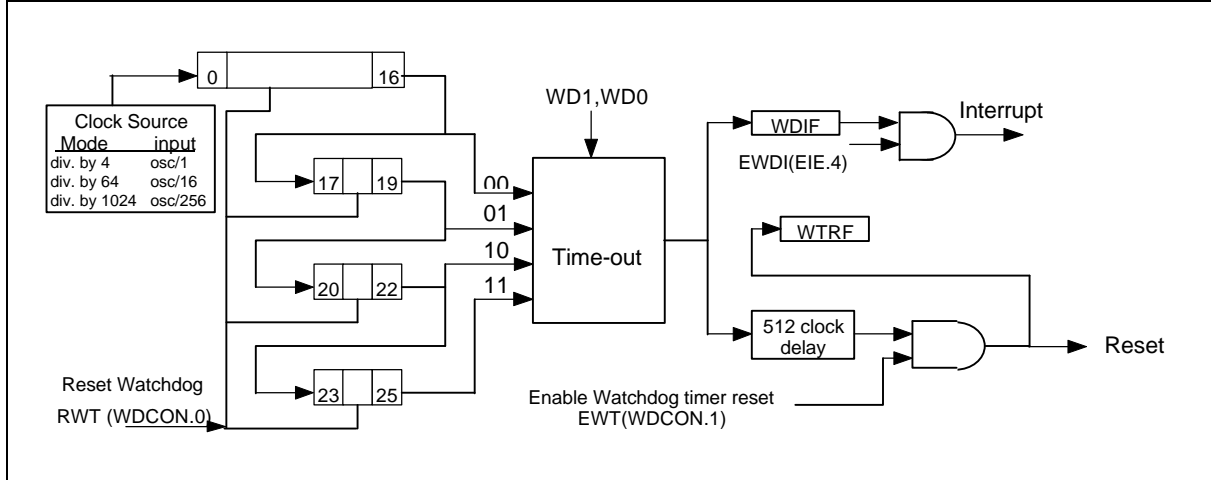 0 16
Clock Source
Mode input
div. by 4 osc/1
div. by 64 osc/16
div. by 1024 osc/256
17 19
20 22
23 25
Reset Watchdog
RWT (WDCON.0)
WD1,WD0
00
01
10
11
Time-out
WDIF
EWDI(EIE.4)
Interrupt
WTRF
512 clock
delay
Reset
Enable Watchdog timer reset
EWT(WDCON.1)